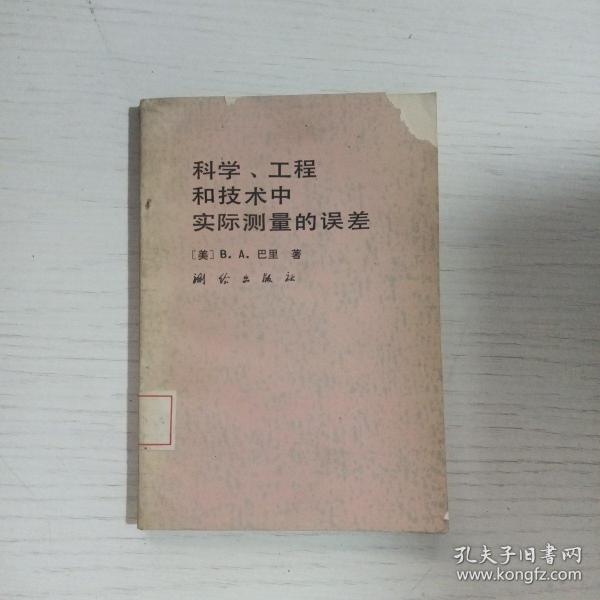 科学、工程
和技术中
实际测量的误差
[美] B. A. 巴里 著
测绘出版社
孔夫子旧书网
www.kongfz.com